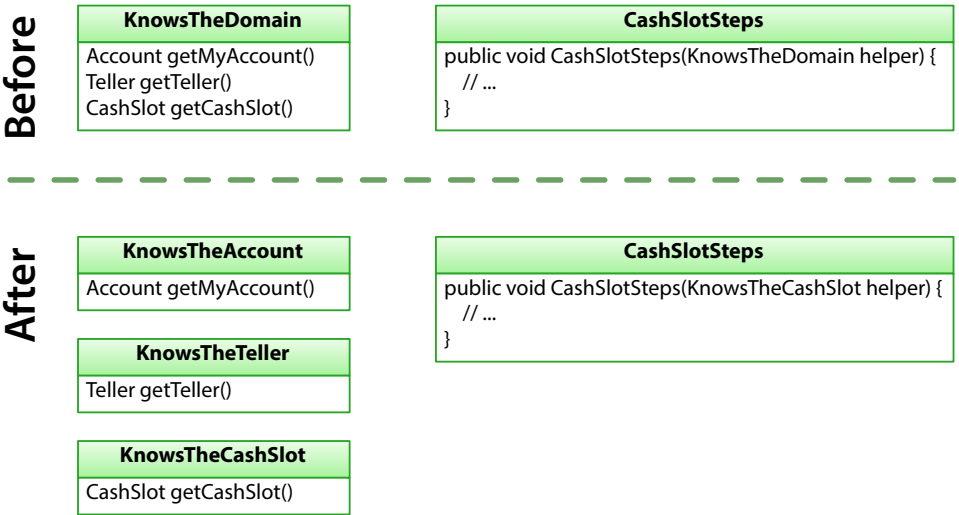 Before
KnowsTheDomain
Account getMyAccount()
Teller getTeller()
CashSlot getCashSlot()
CashSlotSteps
public void CashSlotSteps(KnowsTheDomain helper) {
// ...
}
After
KnowsTheAccount
Account getMyAccount()
KnowsTheTeller
Teller getTeller()
KnowsTheCashSlot
CashSlot getCashSlot()
CashSlotSteps
public void CashSlotSteps(KnowsTheCashSlot helper) {
// ...
}